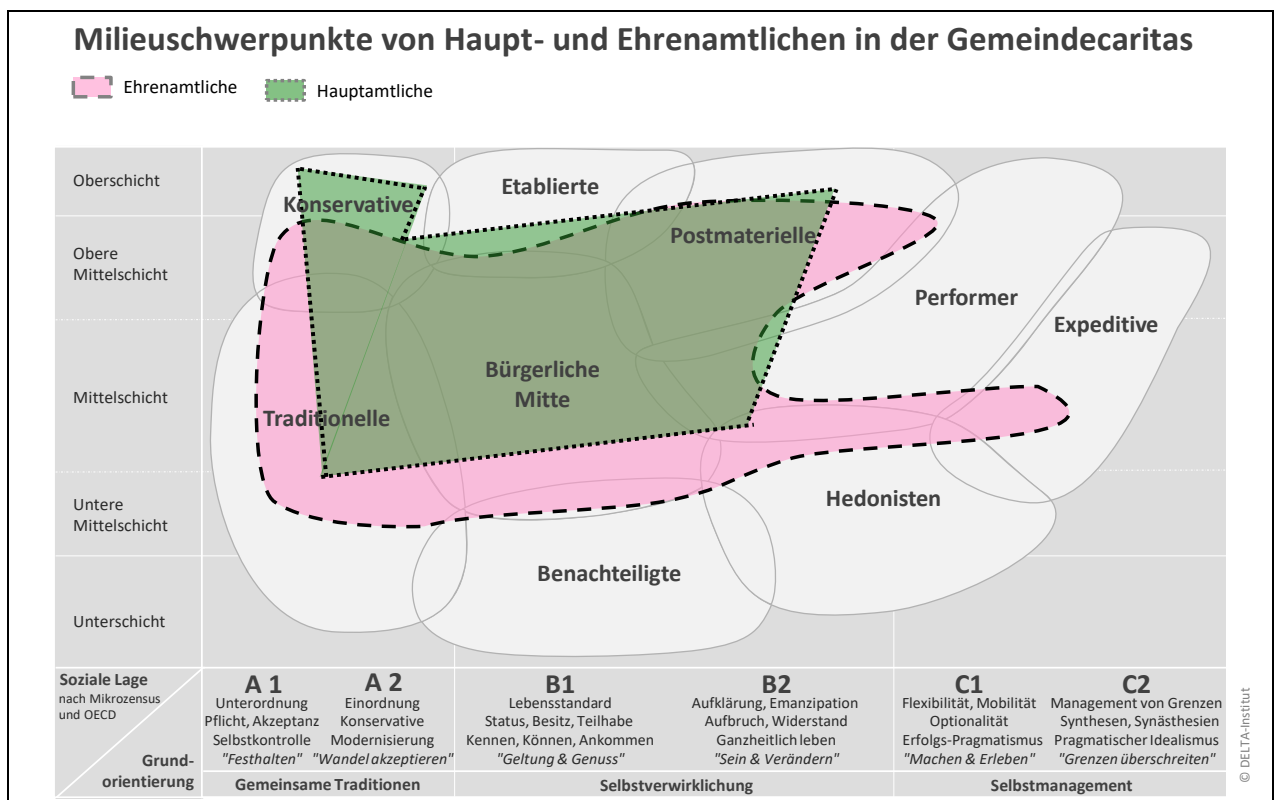 Milieuschwerpunkte von Haupt- und Ehrenamtlichen in der Gemeindecaritas
Ehrenamtliche
Hauptamtliche
Oberschicht
Obere
Mittelschicht
Mittelschicht
Untere
Mittelschicht
Unterschicht
Konservative
Etablierte
Postmaterielle
Performer
Expeditive
Bürgerliche
Mitte
Traditionelle
Hedonisten
Benachteiligte
Soziale Lage
nach Mikrozensus
und OECD
Grund-
orientierung
A 1
Unterordnung
Pflicht, Akzeptanz
Selbstkontrolle
"Festhalten"
A 2
Einordnung
Konservative
Modernisierung
"Wandel akzeptieren"
B1
Lebensstandard
Status, Besitz, Teilhabe
Kennen, Können, Ankommen
"Geltung & Genuss"
B2
Aufklärung, Emanzipation
Aufbruch, Widerstand
Ganzheitlich leben
"Sein & Verändern"
C1
Flexibilität, Mobilität
Optionalität
Erfolgs-Pragmatismus
"Machen & Erleben"
C2
Management von Grenzen
Synthesen, Synästhesien
Pragmatischer Idealismus
"Grenzen überschreiten"
Gemeinsame Traditionen
Selbstverwirklichung
Selbstmanagement
© DELTA-Institut